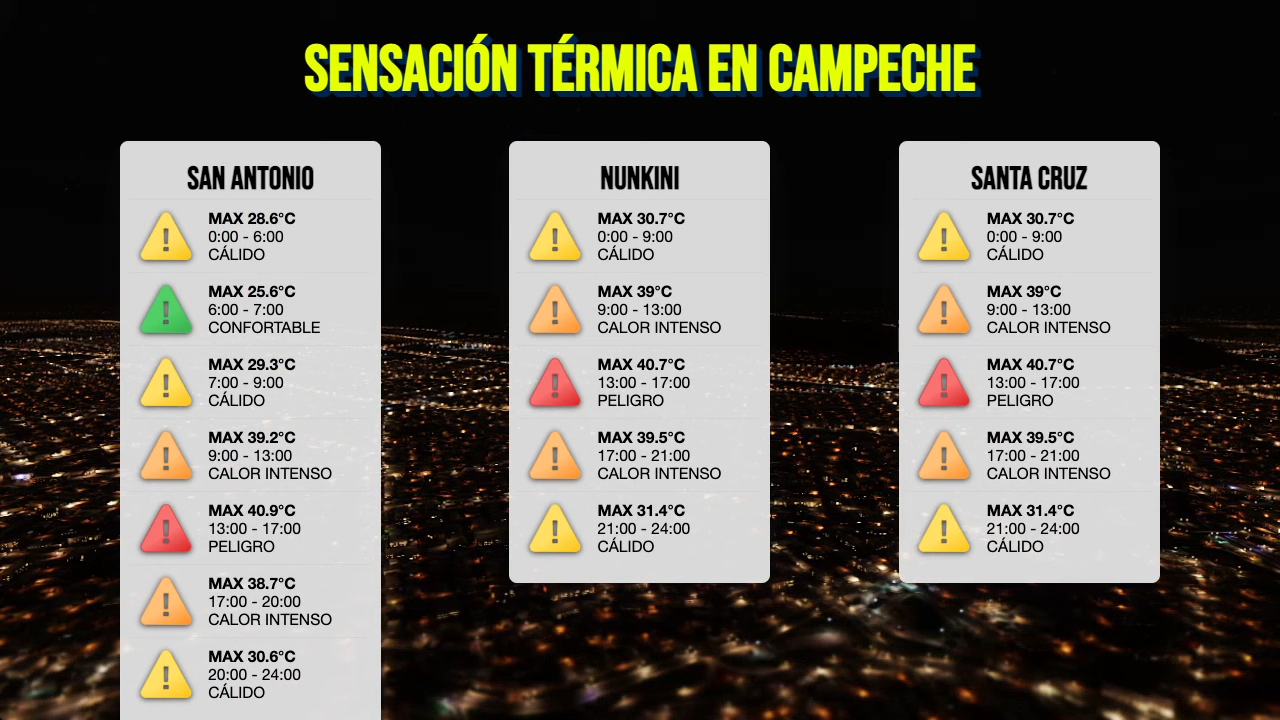 SENSACIÓN TÉRMICA EN CAMPECHE
SAN ANTONIO
MAX 28.6°C
0:00 - 6:00
CÁLIDO
MAX 25.6°C
6:00 - 7:00
CONFORTABLE
MAX 29.3°C
7:00 - 9:00
CÁLIDO
MAX 39.2°C
9:00 - 13:00
CALOR INTENSO
MAX 40.9°C
13:00 - 17:00
PELIGRO
MAX 38.7°C
17:00 - 20:00
CALOR INTENSO
MAX 30.6°C
20:00 - 24:00
CÁLIDO
NUNKINI
MAX 30.7°C
0:00 - 9:00
CÁLIDO
MAX 39°C
9:00 - 13:00
CALOR INTENSO
MAX 40.7°C
13:00 - 17:00
PELIGRO
MAX 39.5°C
17:00 - 21:00
CALOR INTENSO
MAX 31.4°C
21:00 - 24:00
CÁLIDO
SANTA CRUZ
MAX 30.7°C
0:00 - 9:00
CÁLIDO
MAX 39°C
9:00 - 13:00
CALOR INTENSO
MAX 40.7°C
13:00 - 17:00
PELIGRO
MAX 39.5°C
17:00 - 21:00
CALOR INTENSO
MAX 31.4°C
21:00 - 24:00
CÁLIDO